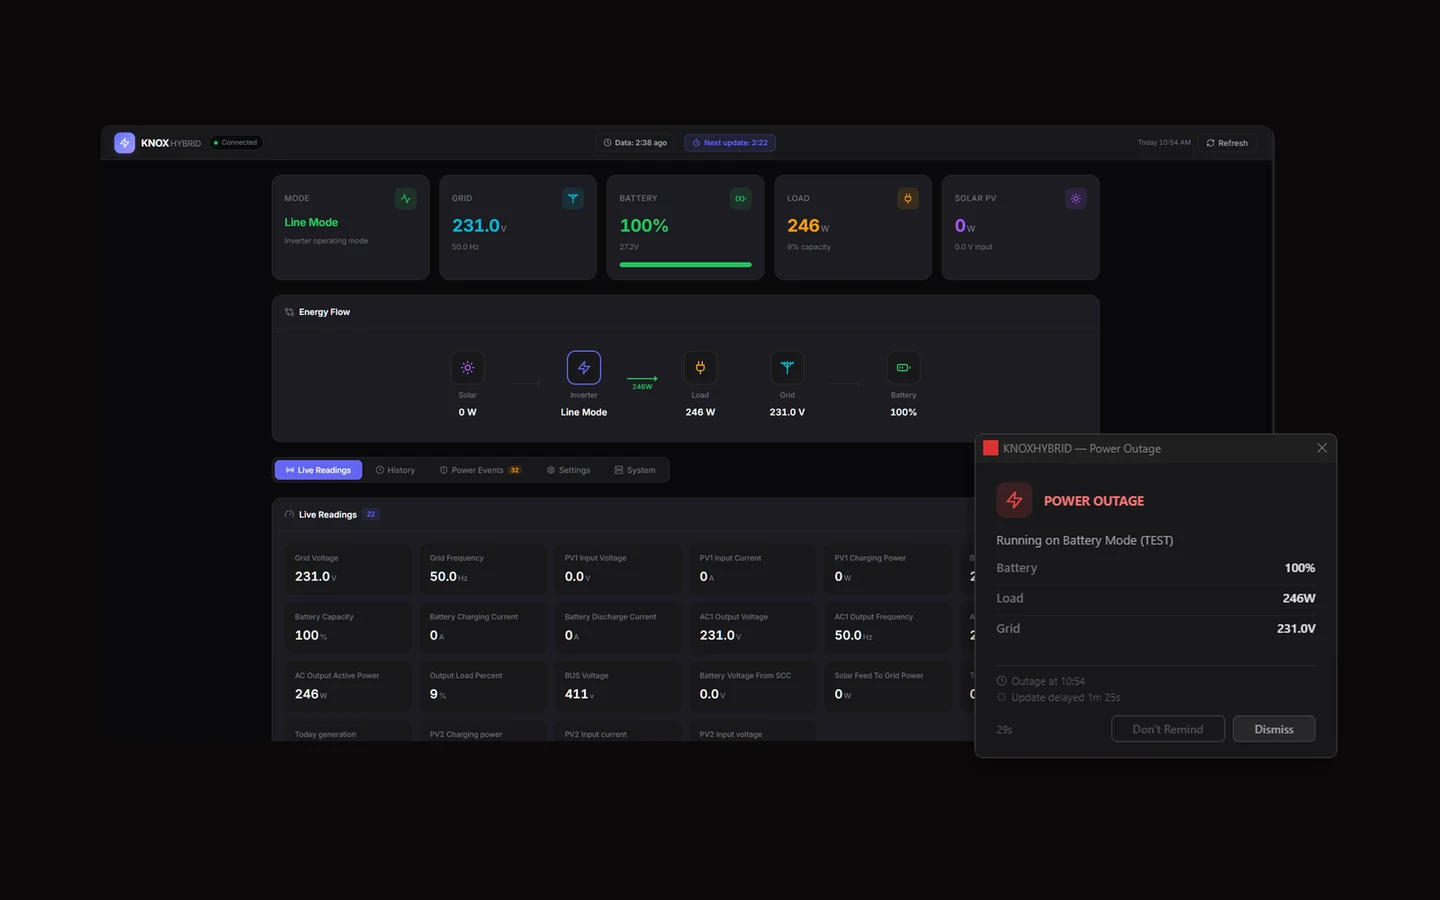 KNOX HYBRID Connected
Data: 2:38 ago
Next update: 2:22
Today 10:54 AM
Refresh
MODE
Line Mode
Inverter operating mode
GRID
231.0V
50.0 Hz
BATTERY
100%
27.2V
LOAD
246W
9% capacity
SOLAR PV
0W
0.0 V input
Energy Flow
Solar
0 W
Inverter
Line Mode
246W
Load
246 W
Grid
231.0 V
Battery
100%
Live Readings
History
Power Events 32
Settings
System
Live Readings 22
Grid Voltage
231.0V
Grid Frequency
50.0Hz
PV1 Input Voltage
0.0V
PV1 Input Current
0A
PV1 Charging Power
0W
B
2
Battery Capacity
100%
Battery Charging Current
0A
Battery Discharge Current
0A
AC1 Output Voltage
231.0V
AC1 Output Frequency
50.0Hz
A
2
AC Output Active Power
246W
Output Load Percent
9%
BUS Voltage
411v
Battery Voltage From SCC
0.0V
Solar Feed To Grid Power
0W
T
0
Today generation
PV2 Charging power
PV2 Input current
PV2 Input voltage
KNOXHYBRID — Power Outage
POWER OUTAGE
Running on Battery Mode (TEST)
Battery 100%
Load 246W
Grid 231.0V
Outage at 10:54
Update delayed 1m 25s
29s
Don't Remind
Dismiss